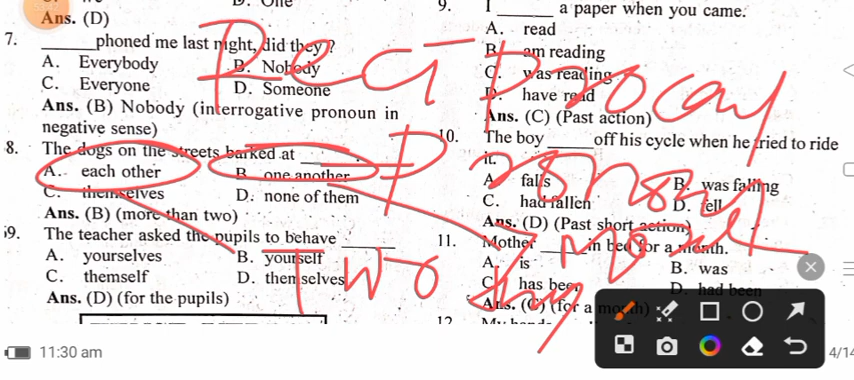 D. One
Ans. (D)
7. ______phoned me last night, did they ?
A. Everybody B. Nobody
C. Everyone D. Someone
Ans. (B) Nobody (interrogative pronoun in
negative sense)
8. The dogs on the streets barked at ______.
A. each other B. one another
C. themselves D. none of them
Ans. (B) (more than two)
59. The teacher asked the pupils to behave ______
A. yourselves B. yourself
C. themself D. themselves
Ans. (D) (for the pupils)
9. I ______ a paper when you came.
A. read
B. am reading
C. was reading
D. have read
Ans. (C) (Past action)
10. The boy ______ off his cycle when he tried to ride
it.
A. falls B. was falling
C. had fallen D. fell
Ans. (D) (Past short action)
11. Mother ______in bed for a month.
A. is B. was
C. has been D. had been
Ans. (C) (for a month)
12
Reciprocal
Pronoun
Two
11:30 am
4/14